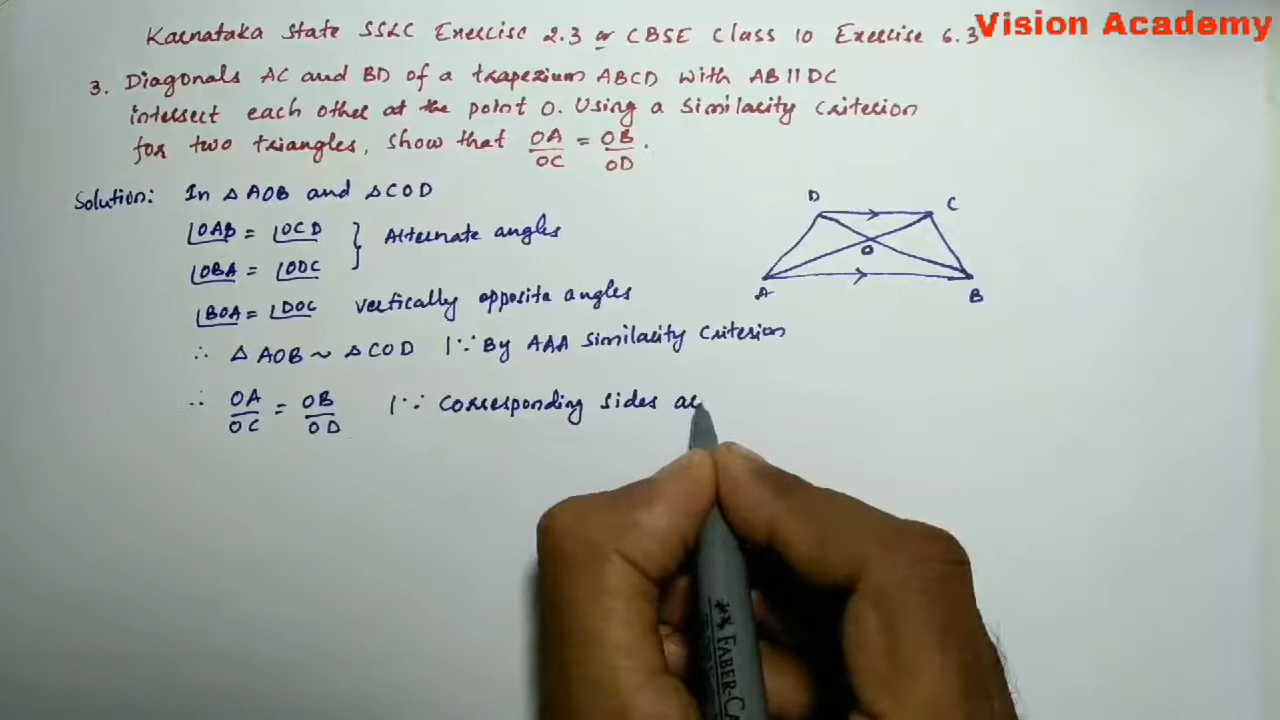 Karnataka State SSLC Exercise 2.3 or CBSE Class 10 Exercise 6.3
Vision Academy
3. Diagonals AC and BD of a trapezium ABCD with AB || DC
intersect each other at the point O. Using a similarity criterion
for two triangles, show that OA/OC = OB/OD.
Solution: In △AOB and △COD
∠OAB = ∠OCD } Alternate angles
∠OBA = ∠ODC
∠BOA = ∠DOC vertically opposite angles
∴ △AOB ~ △COD | ∵ By AAA similarity criterion
∴ OA/OC = OB/OD | ∵ corresponding sides
D C
O
A B
FABER-CA